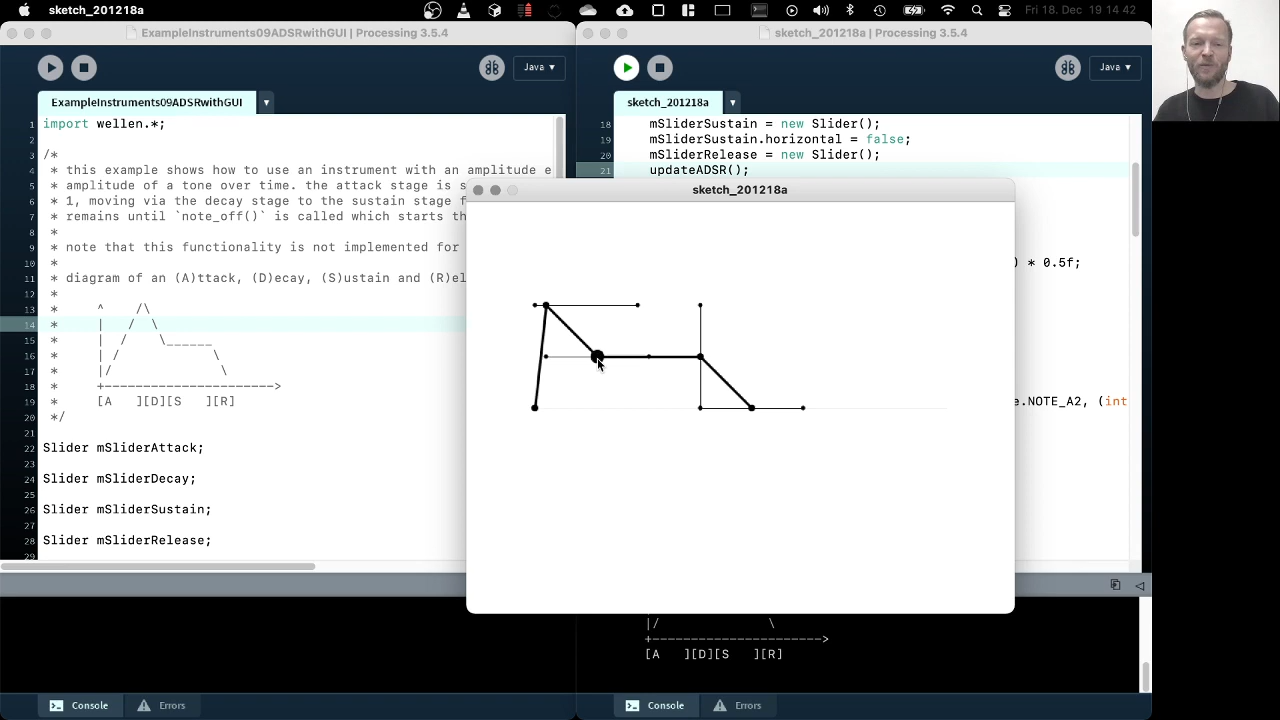 Fri 18. Dec 19 14 42
ExampleInstruments09ADSRwithGUI | Processing 3.5.4
Java ▾
ExampleInstruments09ADSRwithGUI ▾
1 import wellen.*;
2
3 /*
4 * this example shows how to use an instrument with an amplitude e
5 * amplitude of a tone over time. the attack stage is s
6 * 1, moving via the decay stage to the sustain stage f
7 * remains until `note_off()` is called which starts th
8 *
9 * note that this functionality is not implemented for
10 *
11 * diagram of an (A)ttack, (D)ecay, (S)ustain and (R)el
12 *
13 * ^ /\
14 * | / \
15 * | / \______
16 * | / \
17 * |/ \
18 * +---------------------->
19 * [A ][D][S ][R]
20 */
21
22 Slider mSliderAttack;
23
24 Slider mSliderDecay;
25
26 Slider mSliderSustain;
27
28 Slider mSliderRelease;
29
Console
Errors
sketch_201218a | Processing 3.5.4
Java ▾
sketch_201218a ▾
18 mSliderSustain = new Slider();
19 mSliderSustain.horizontal = false;
20 mSliderRelease = new Slider();
21 updateADSR();
) * 0.5f;
e.NOTE_A2, (int
sketch_201218a
|/ \
+---------------------->
[A ][D][S ][R]
Console
Errors